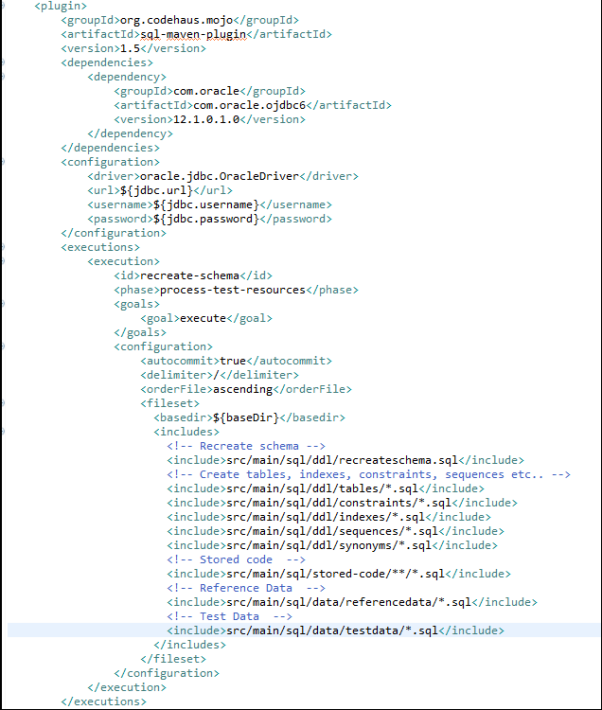 <plugin>
<groupId>org.codehaus.mojo</groupId>
<artifactId>sql-maven-plugin</artifactId>
<version>1.5</version>
<dependencies>
<dependency>
<groupId>com.oracle</groupId>
<artifactId>com.oracle.ojdbc6</artifactId>
<version>12.1.0.1.0</version>
</dependency>
</dependencies>
<configuration>
<driver>oracle.jdbc.OracleDriver</driver>
<url>${jdbc.url}</url>
<username>${jdbc.username}</username>
<password>${jdbc.password}</password>
</configuration>
<executions>
<execution>
<id>recreate-schema</id>
<phase>process-test-resources</phase>
<goals>
<goal>execute</goal>
</goals>
<configuration>
<autocommit>true</autocommit>
<delimiter>/</delimiter>
<orderFile>ascending</orderFile>
<fileset>
<basedir>${baseDir}</basedir>
<includes>
<!-- Recreate schema -->
<include>src/main/sql/ddl/recreateschema.sql</include>
<!-- Create tables, indexes, constraints, sequences etc.. -->
<include>src/main/sql/ddl/tables/*.sql</include>
<include>src/main/sql/ddl/constraints/*.sql</include>
<include>src/main/sql/ddl/indexes/*.sql</include>
<include>src/main/sql/ddl/sequences/*.sql</include>
<include>src/main/sql/ddl/synonyms/*.sql</include>
<!-- Stored code  -->
<include>src/main/sql/stored-code/**/*.sql</include>
<!-- Reference Data  -->
<include>src/main/sql/data/referencedata/*.sql</include>
<!-- Test Data  -->
<include>src/main/sql/data/testdata/*.sql</include>
</includes>
</fileset>
</configuration>
</execution>
</executions>